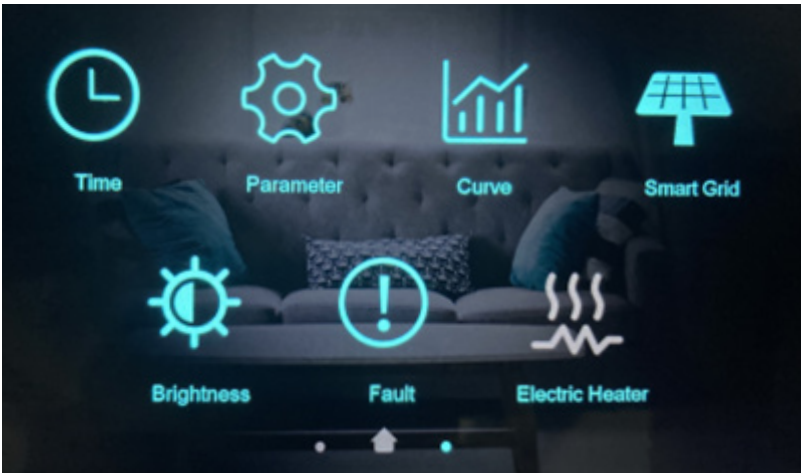 Time
Parameter
Curve
Smart Grid
Brightness
Fault
Electric Heater